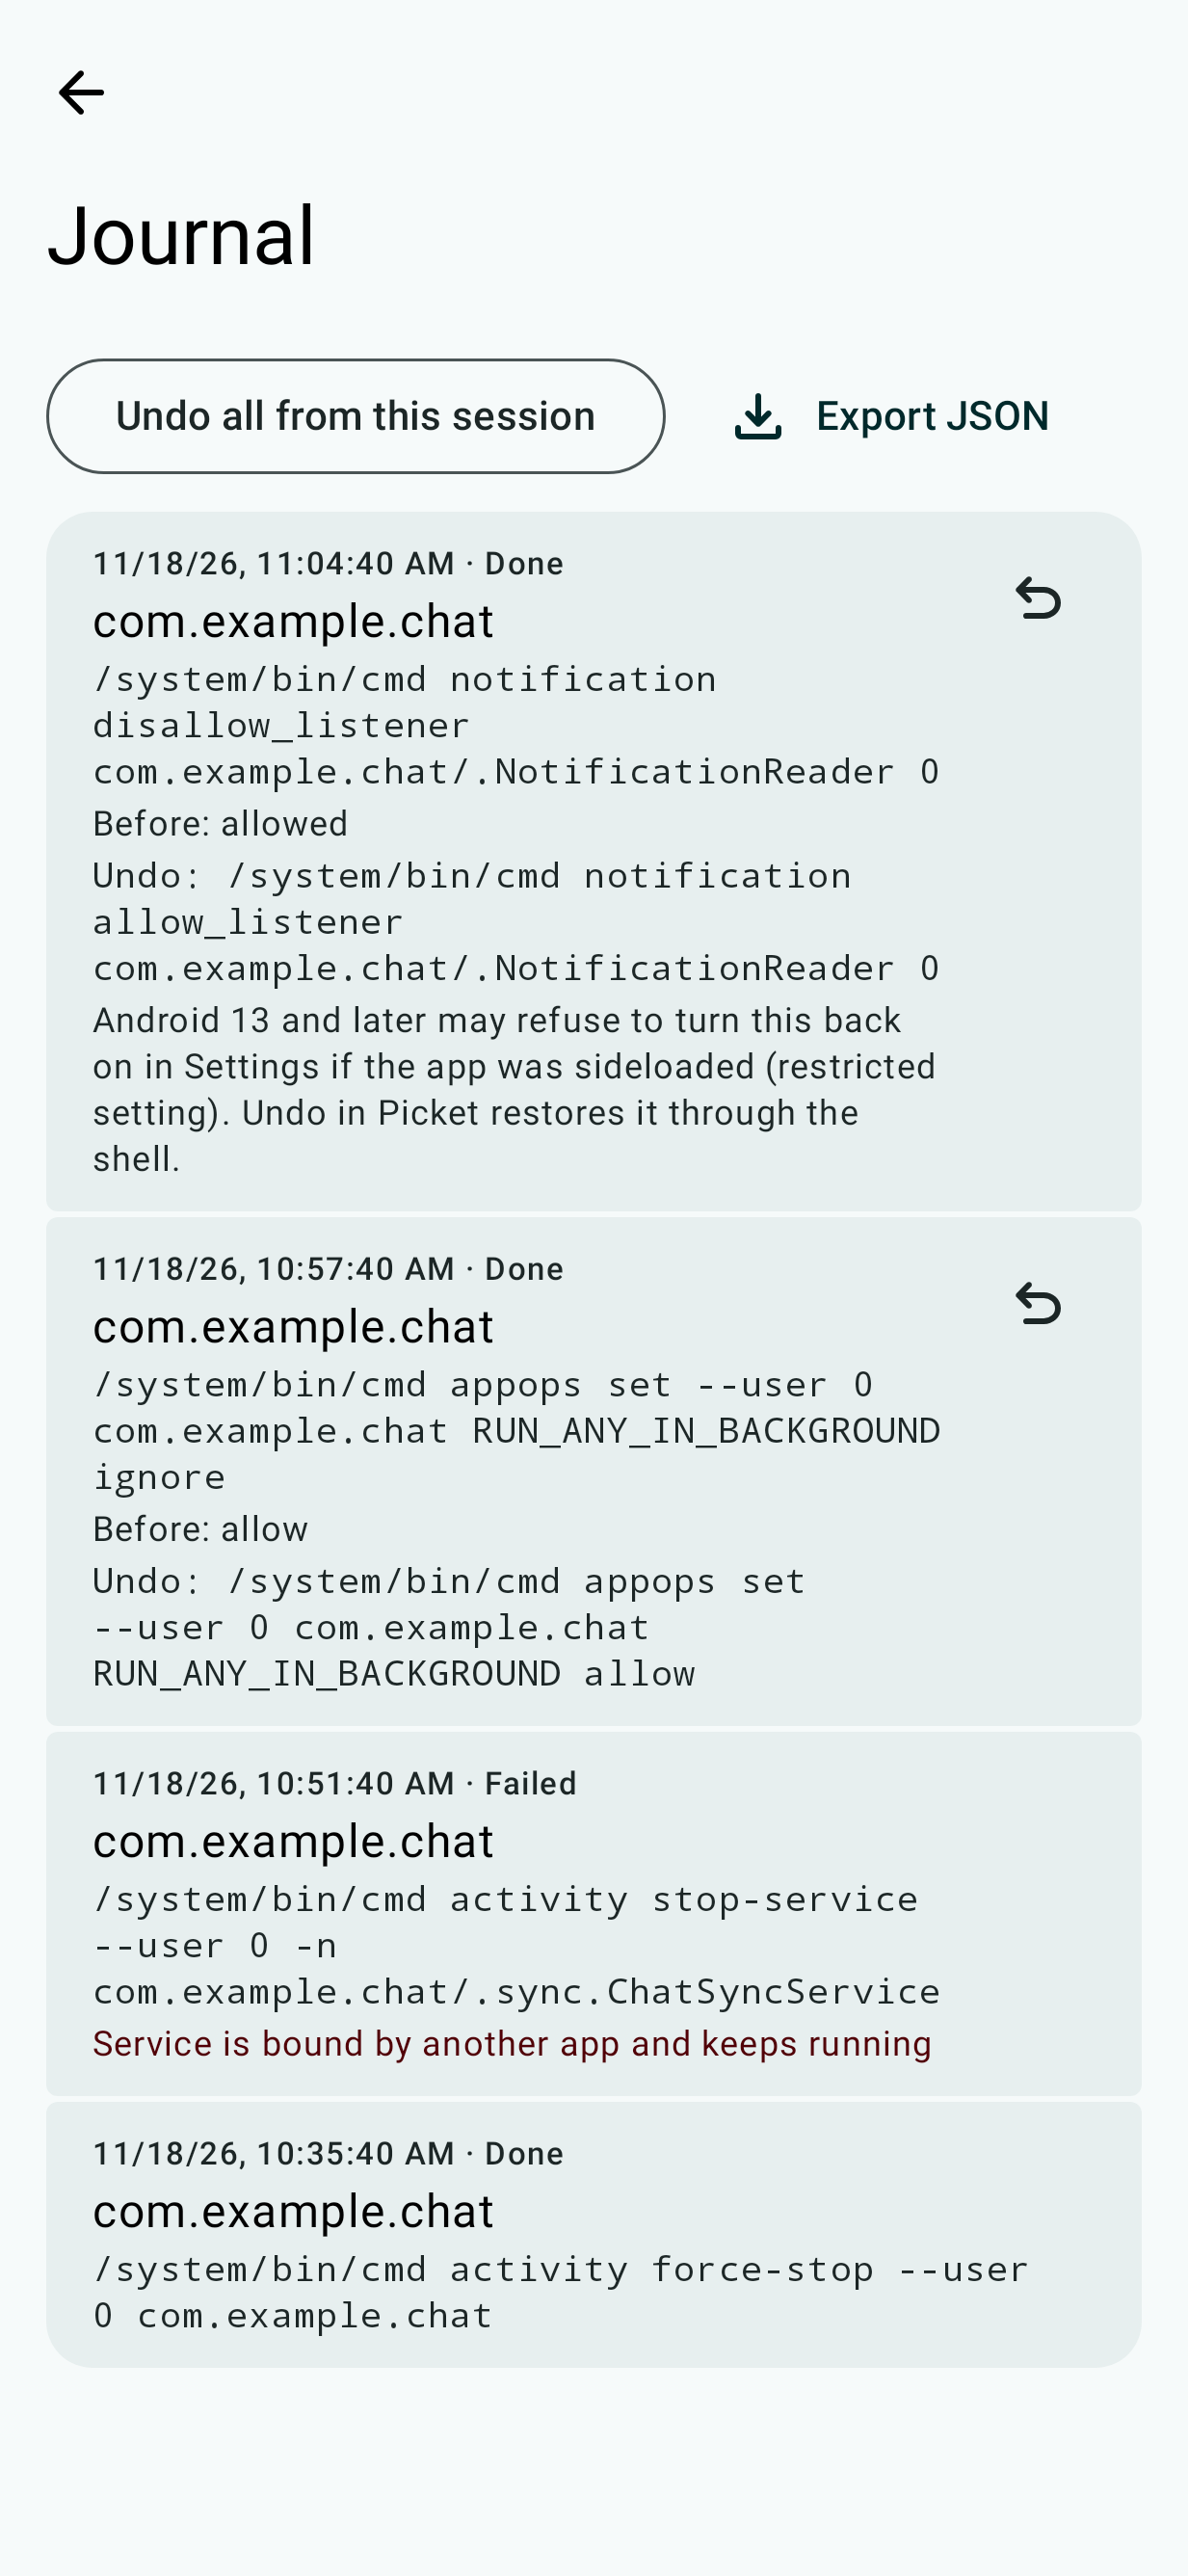 Journal
Undo all from this session
Export JSON
11/18/26, 11:04:40 AM · Done
com.example.chat
/system/bin/cmd notification
disallow_listener
com.example.chat/.NotificationReader 0
Before: allowed
Undo: /system/bin/cmd notification
allow_listener
com.example.chat/.NotificationReader 0
Android 13 and later may refuse to turn this back
on in Settings if the app was sideloaded (restricted
setting). Undo in Picket restores it through the
shell.
11/18/26, 10:57:40 AM · Done
com.example.chat
/system/bin/cmd appops set --user 0
com.example.chat RUN_ANY_IN_BACKGROUND
ignore
Before: allow
Undo: /system/bin/cmd appops set
--user 0 com.example.chat
RUN_ANY_IN_BACKGROUND allow
11/18/26, 10:51:40 AM · Failed
com.example.chat
/system/bin/cmd activity stop-service
--user 0 -n
com.example.chat/.sync.ChatSyncService
Service is bound by another app and keeps running
11/18/26, 10:35:40 AM · Done
com.example.chat
/system/bin/cmd activity force-stop --user
0 com.example.chat